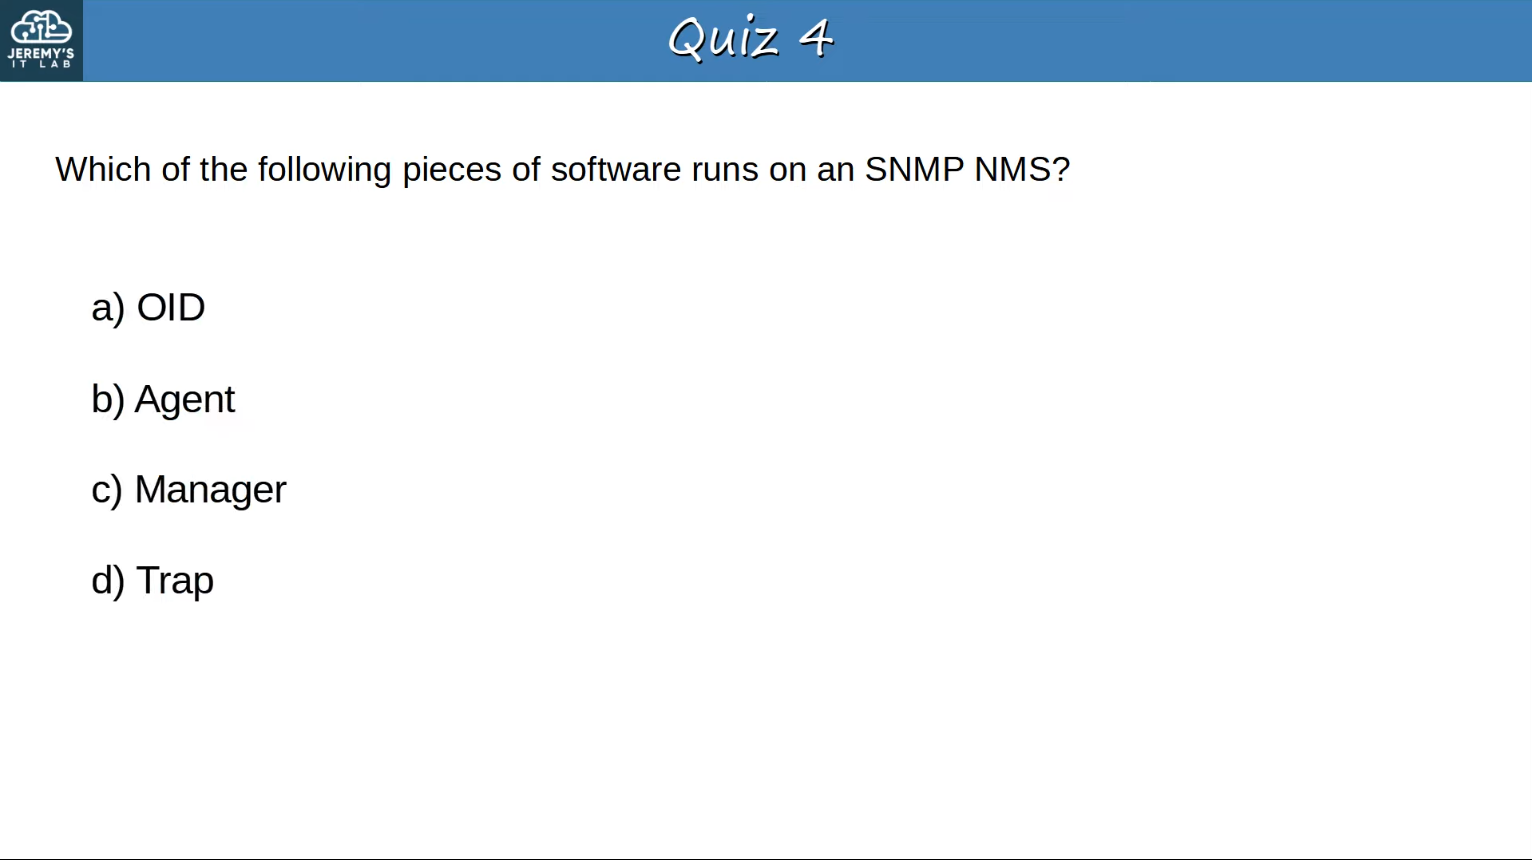 JEREMY'S
IT LAB
Quiz 4
Which of the following pieces of software runs on an SNMP NMS?
a) OID
b) Agent
c) Manager
d) Trap